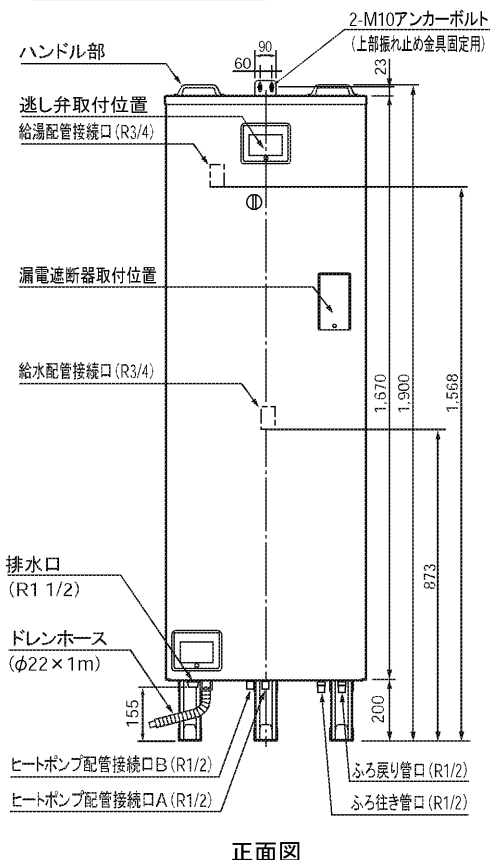 2-M10アンカーボルト
(上部振れ止め金具固定用)
90
60
23
ハンドル部
逃し弁取付位置
給湯配管接続口(R3/4)
漏電遮断器取付位置
給水配管接続口(R3/4)
1,670
1,900
1,568
873
排水口
(R1 1/2)
ドレンホース
(φ22×1m)
155
200
ヒートポンプ配管接続口B(R1/2)
ヒートポンプ配管接続口A(R1/2)
ふろ戻り管口(R1/2)
ふろ往き管口(R1/2)
正面図